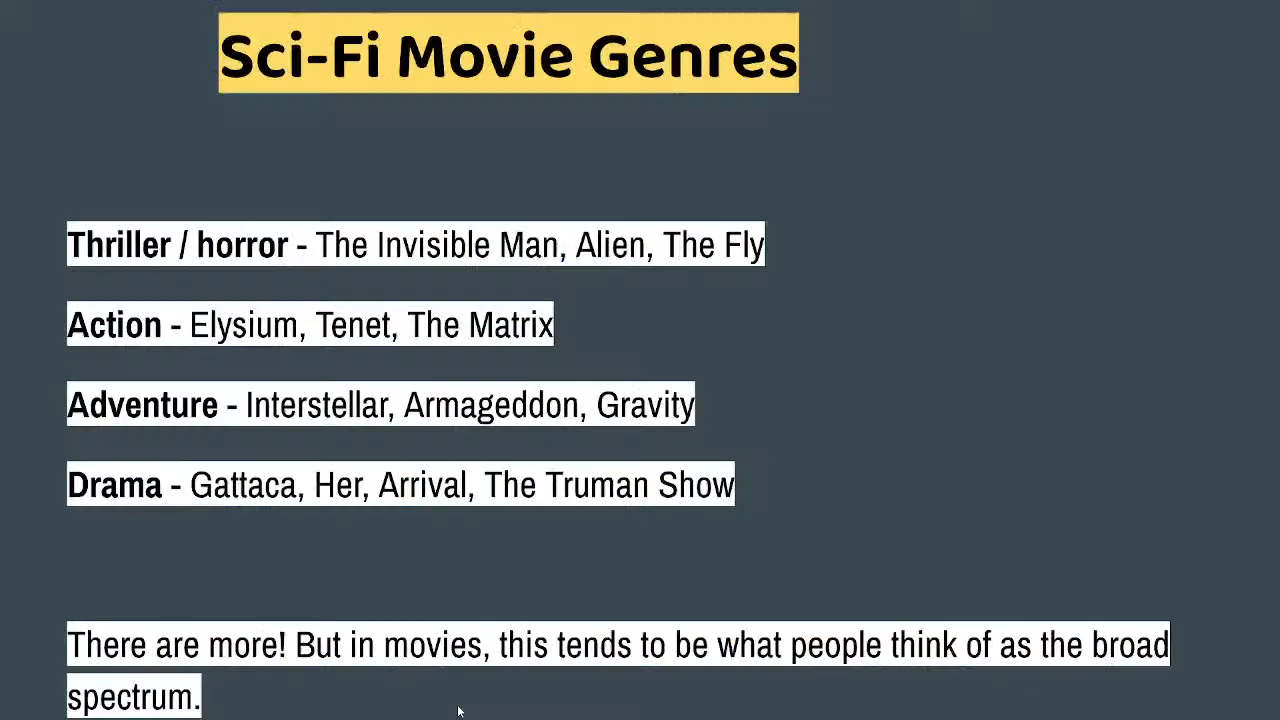 Sci-Fi Movie Genres
Thriller / horror - The Invisible Man, Alien, The Fly
Action - Elysium, Tenet, The Matrix
Adventure - Interstellar, Armageddon, Gravity
Drama - Gattaca, Her, Arrival, The Truman Show
There are more! But in movies, this tends to be what people think of as the broad
spectrum.